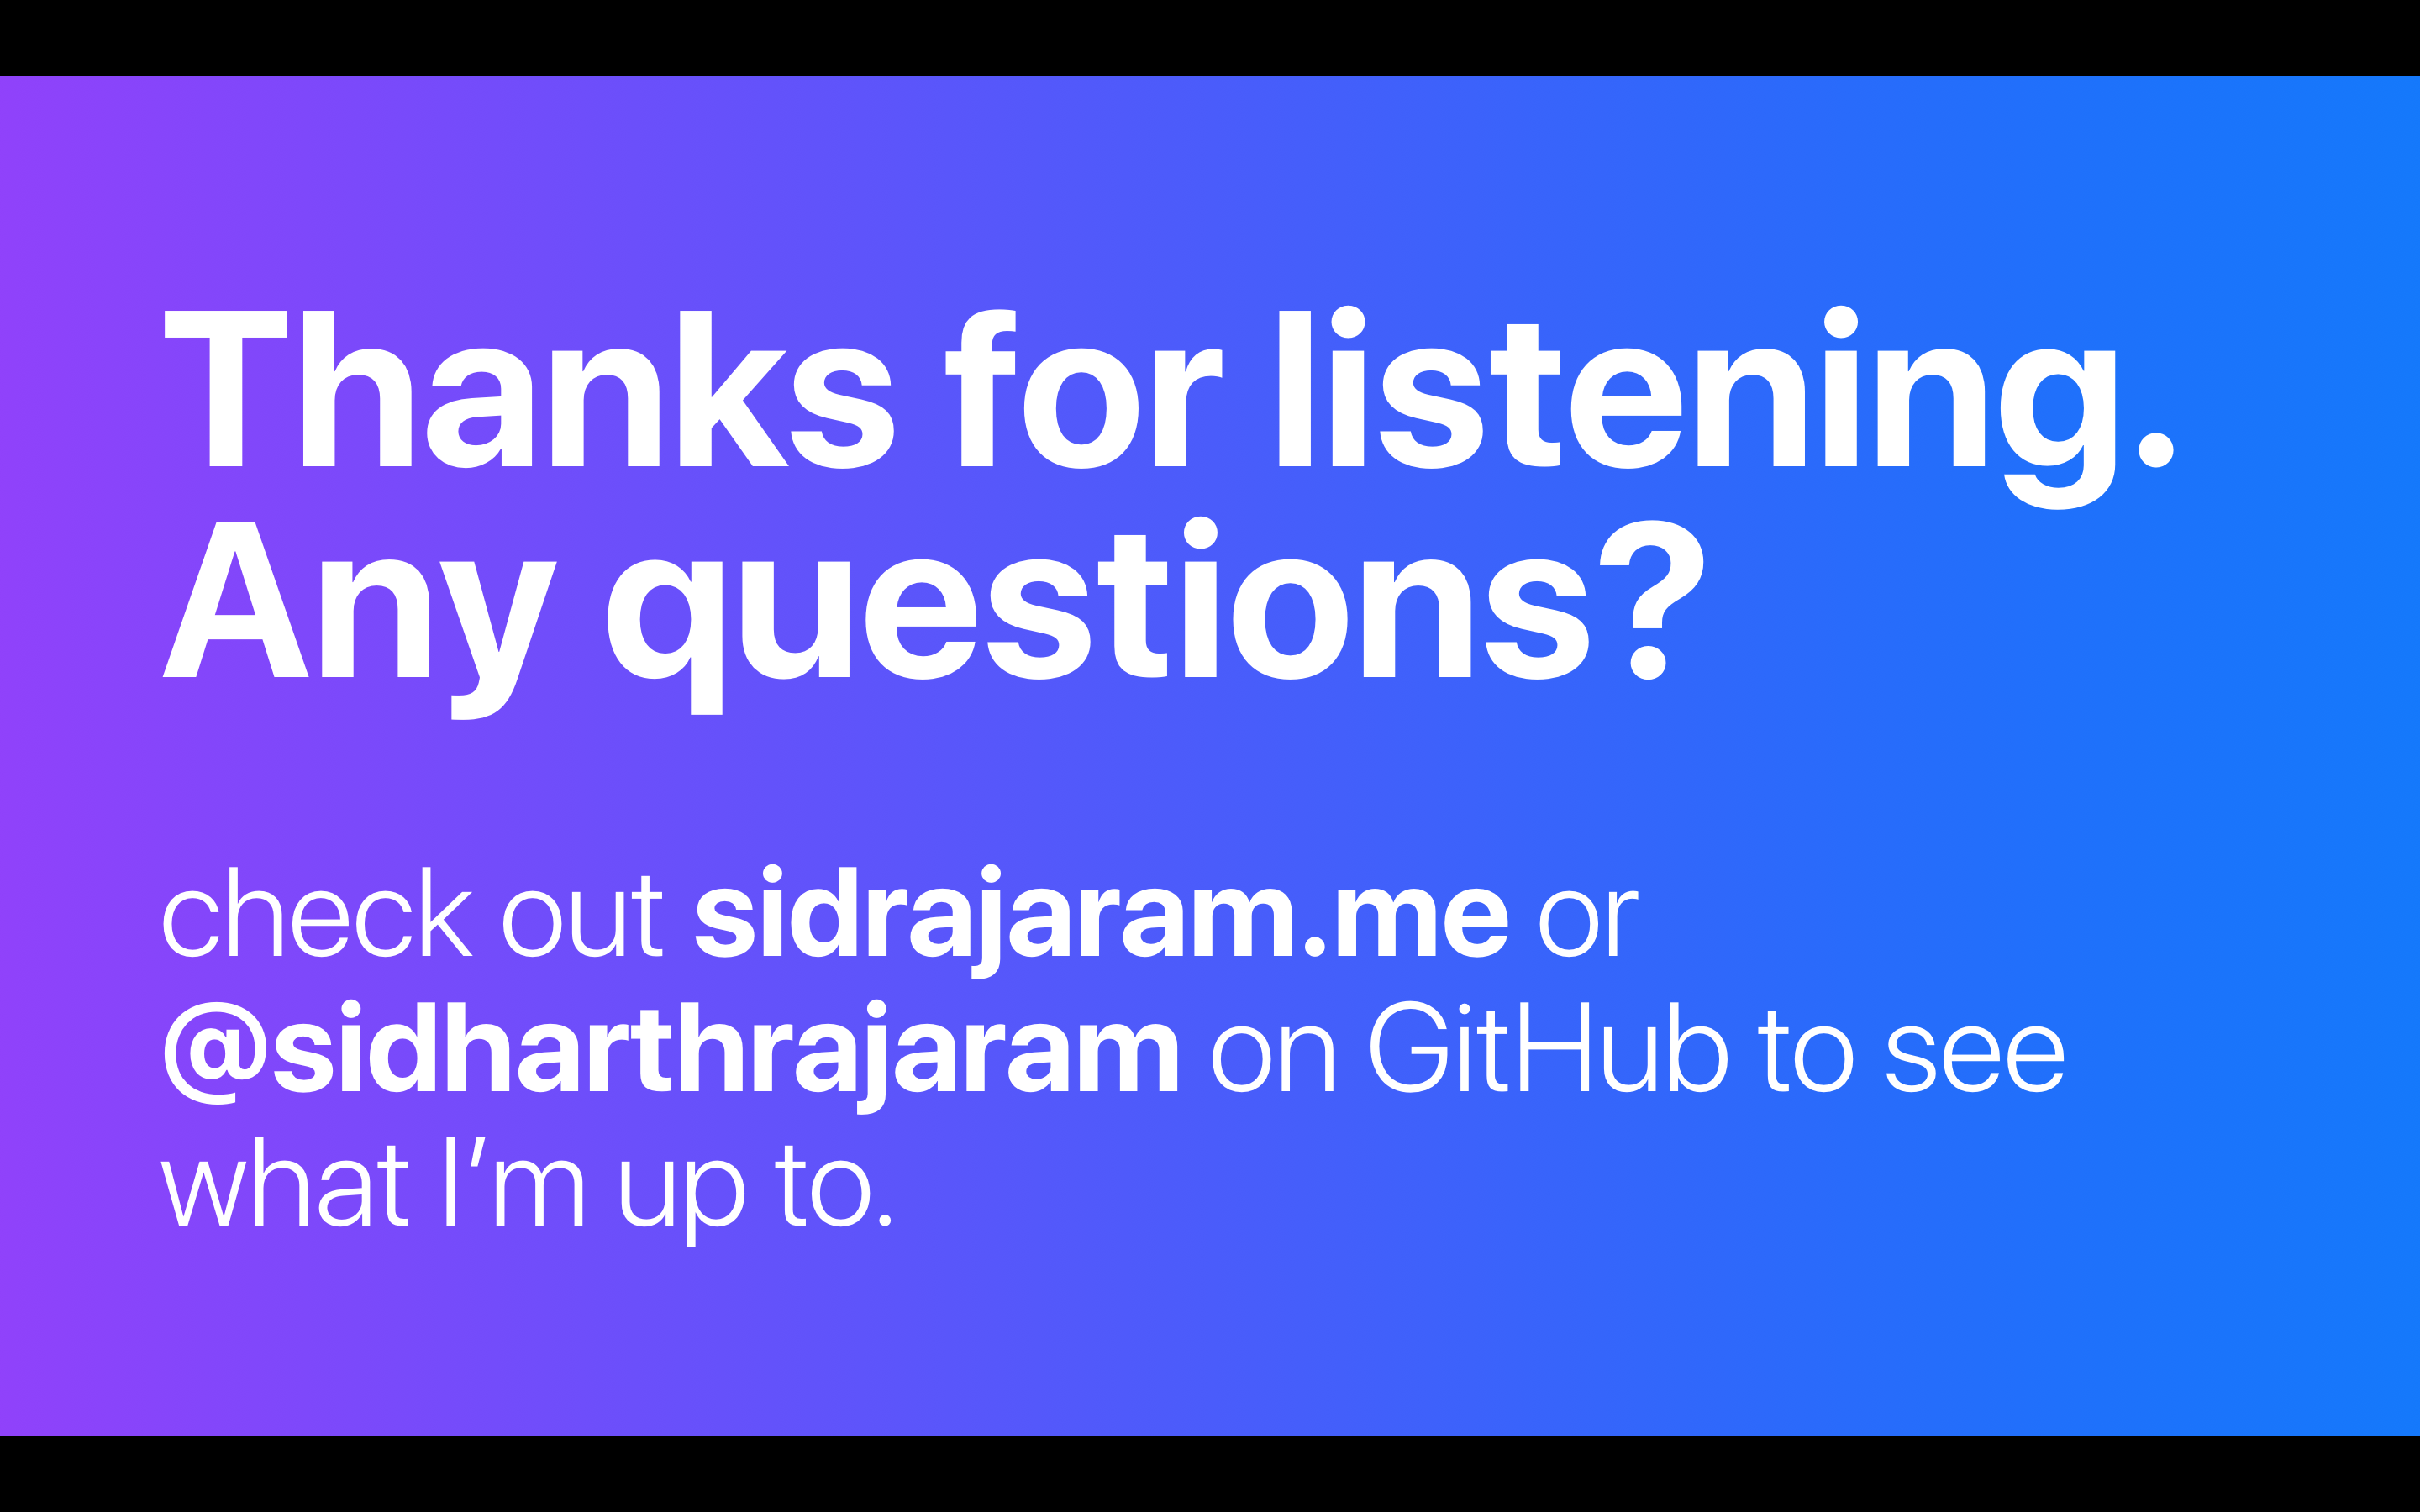 Thanks for listening.
Any questions?
check out sidrajaram.me or
@sidharthrajaram on GitHub to see
what I’m up to.